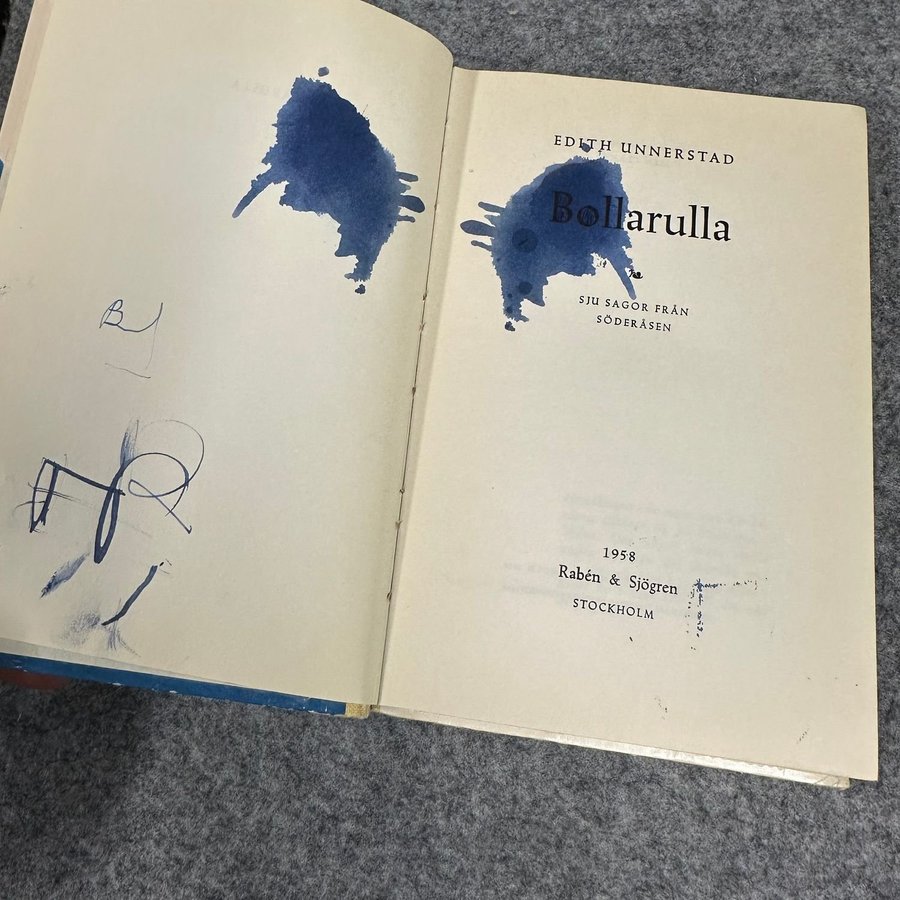 EDITH UNNERSTAD
Bollarulla
SJU SAGOR FRÅN
SÖDERÅSEN
1958
Rabén & Sjögren
STOCKHOLM